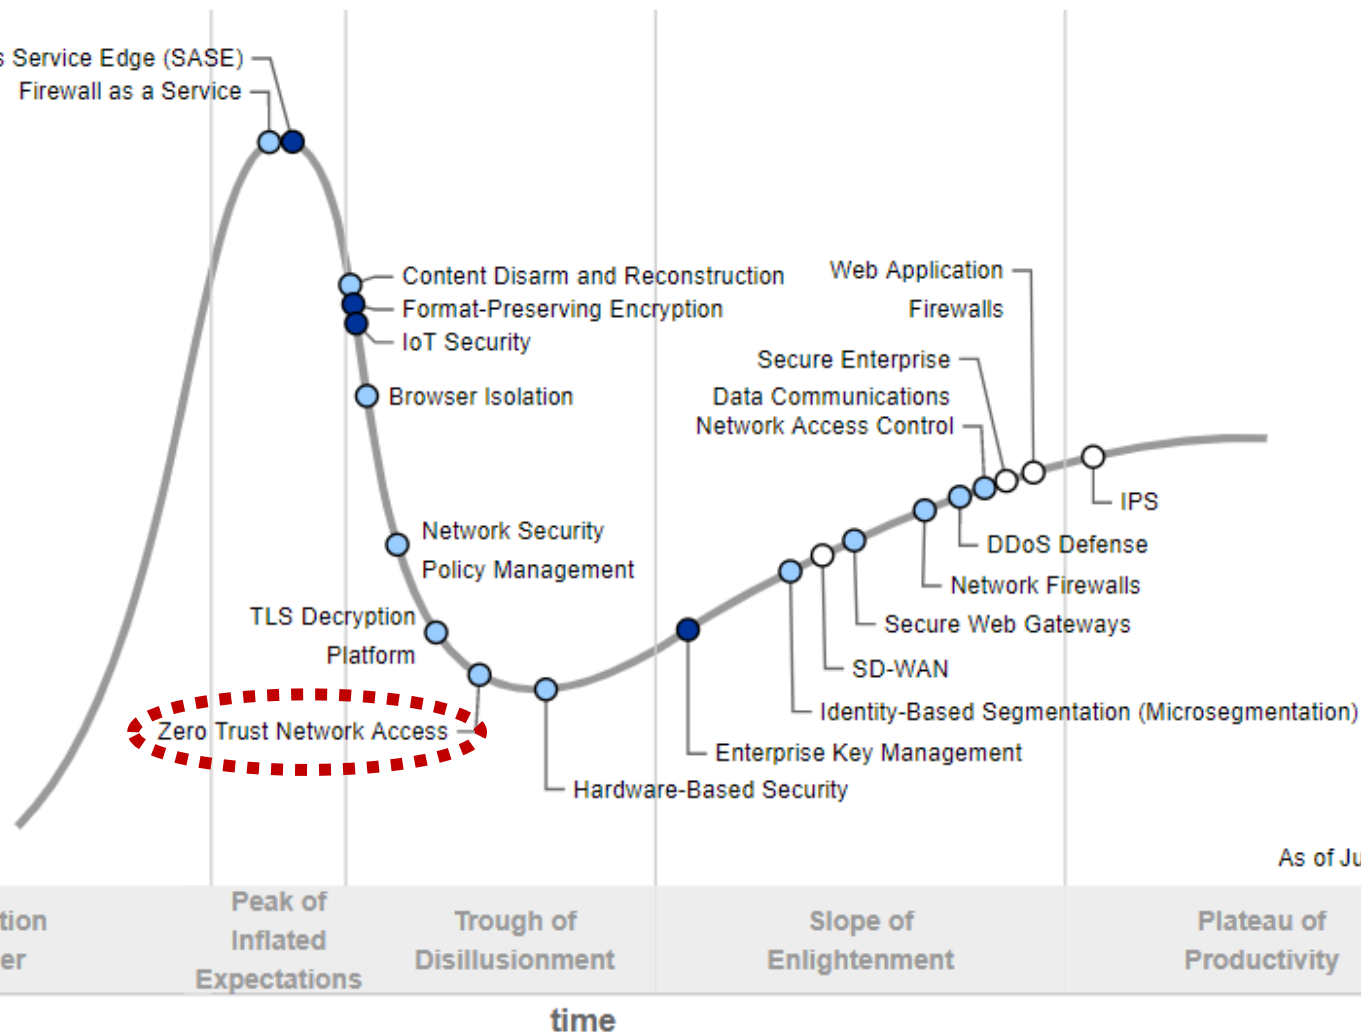 s Service Edge (SASE)
Firewall as a Service
Content Disarm and Reconstruction
Format-Preserving Encryption
IoT Security
Browser Isolation
Network Security
Policy Management
TLS Decryption
Platform
Zero Trust Network Access
Hardware-Based Security
Enterprise Key Management
Identity-Based Segmentation (Microsegmentation)
SD-WAN
Secure Web Gateways
Network Firewalls
DDoS Defense
Network Access Control
Secure Enterprise
Data Communications
Web Application
Firewalls
IPS
As of Ju
tion
er
Peak of
Inflated
Expectations
Trough of
Disillusionment
Slope of
Enlightenment
Plateau of
Productivity
time